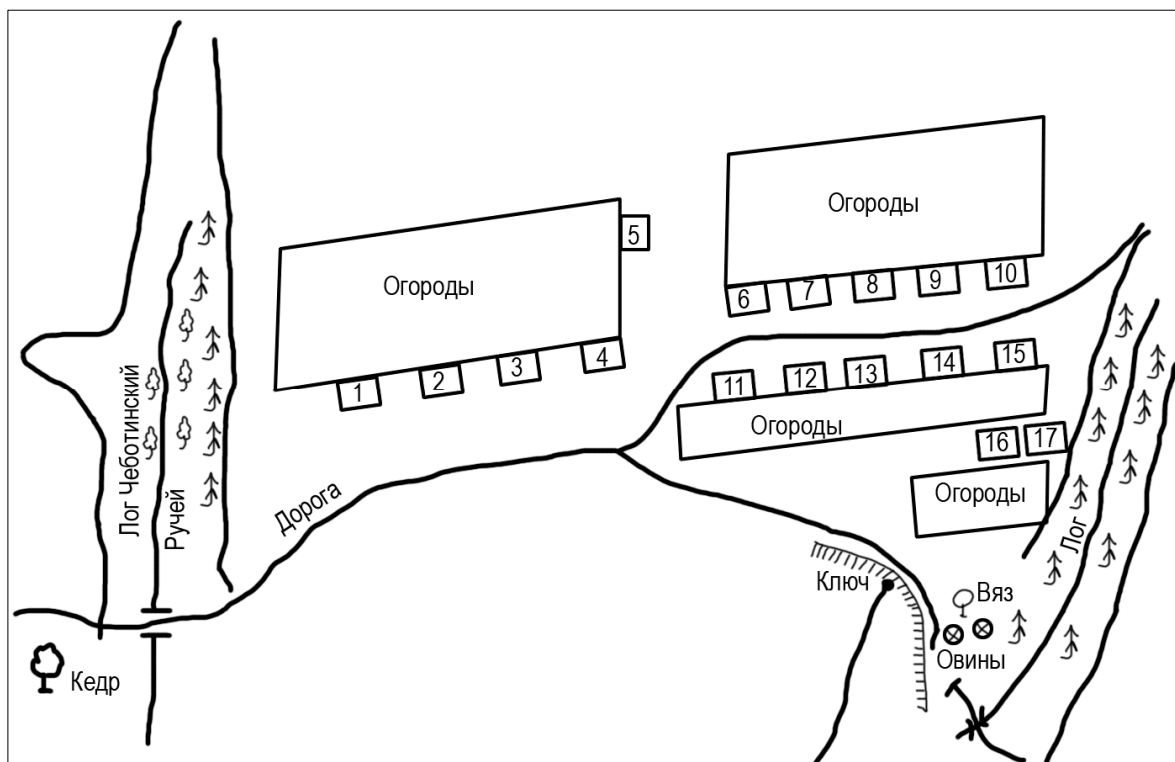 Огороды
5
Огороды
1
2
3
4
6
7
8
9
10
11
12
13
14
15
Огороды
16
17
Огороды
Лог Чеботинский
Ручей
Дорога
Лог
Ключ
Вяз
Овины
Кедр